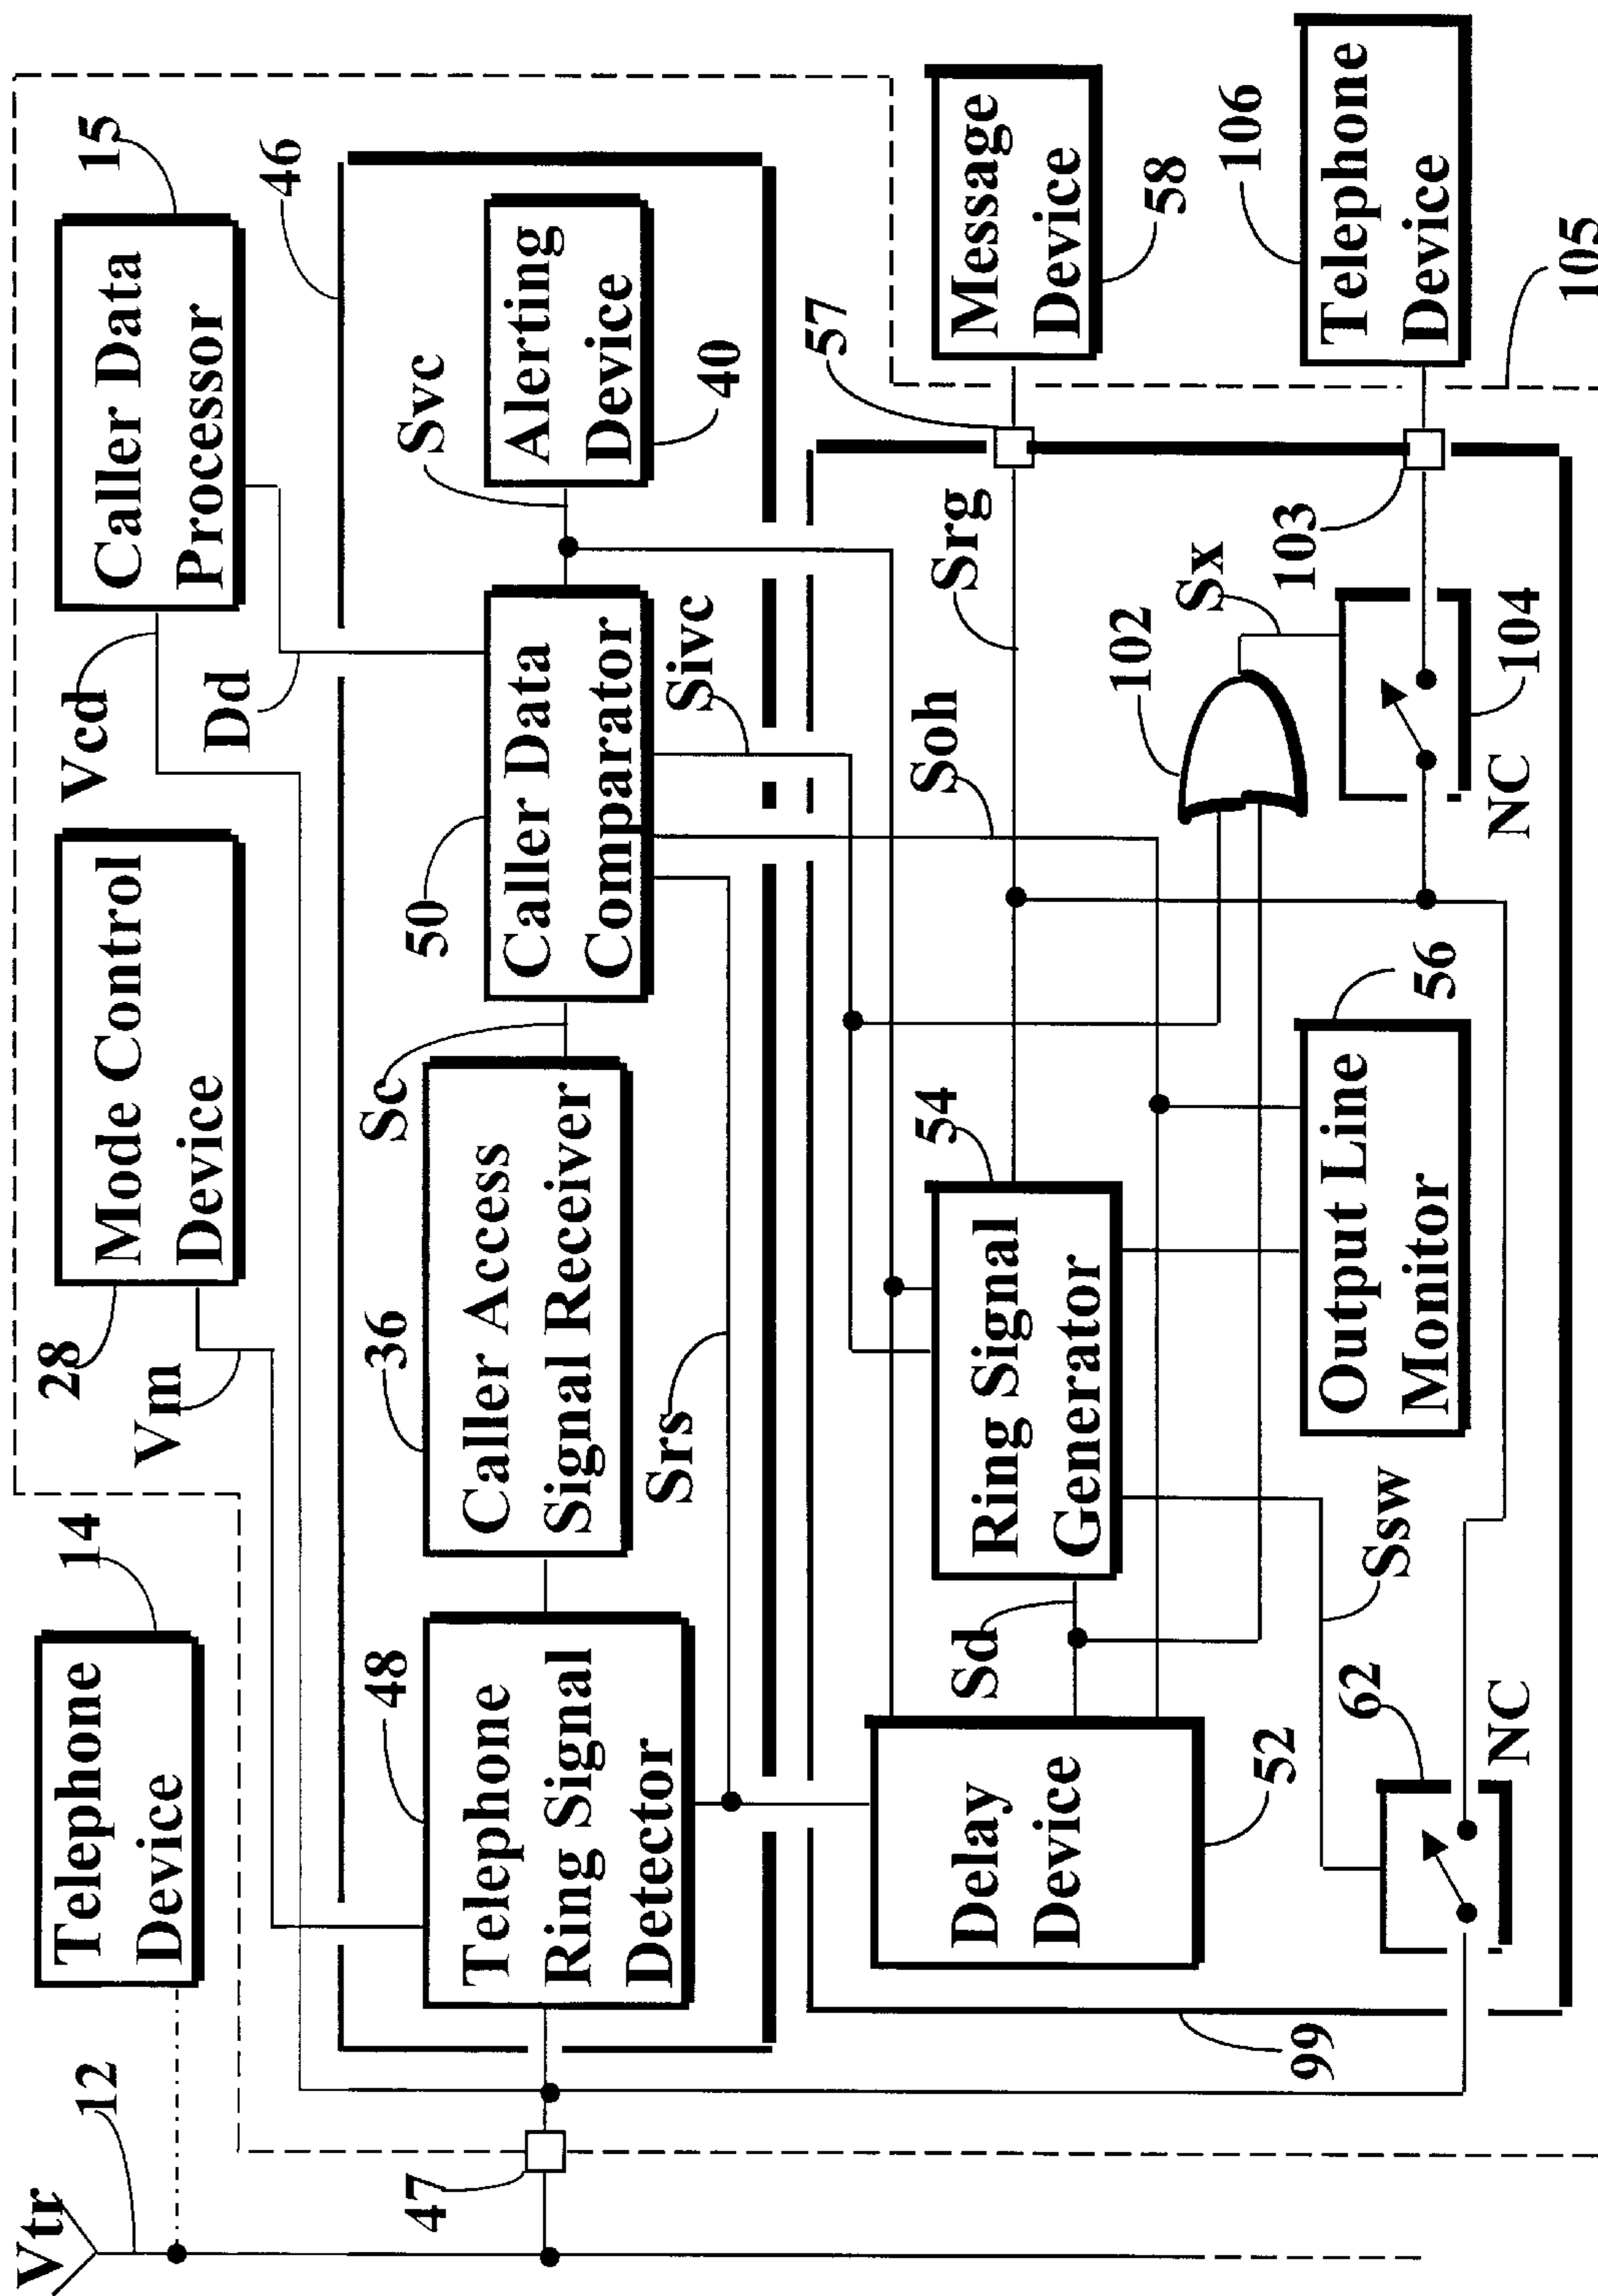 Vtr
12
Telephone
Device
14
28
Mode Control
Device
Vm
Vcd
Dd
Caller Data
Processor
15
46
47
48
Telephone
Ring Signal
Detector
36
Caller Access
Signal Receiver
Sc
Srs
50
Caller Data
Comparator
Svc
Alerting
Device
40
Sivc
Soh
Srg
57
Message
Device
58
Delay
Device
52
Sd
54
Ring Signal
Generator
102
Sx
103
104
NC
Telephone
Device
106
105
99
62
NC
Ssw
Output Line
Monitor
56